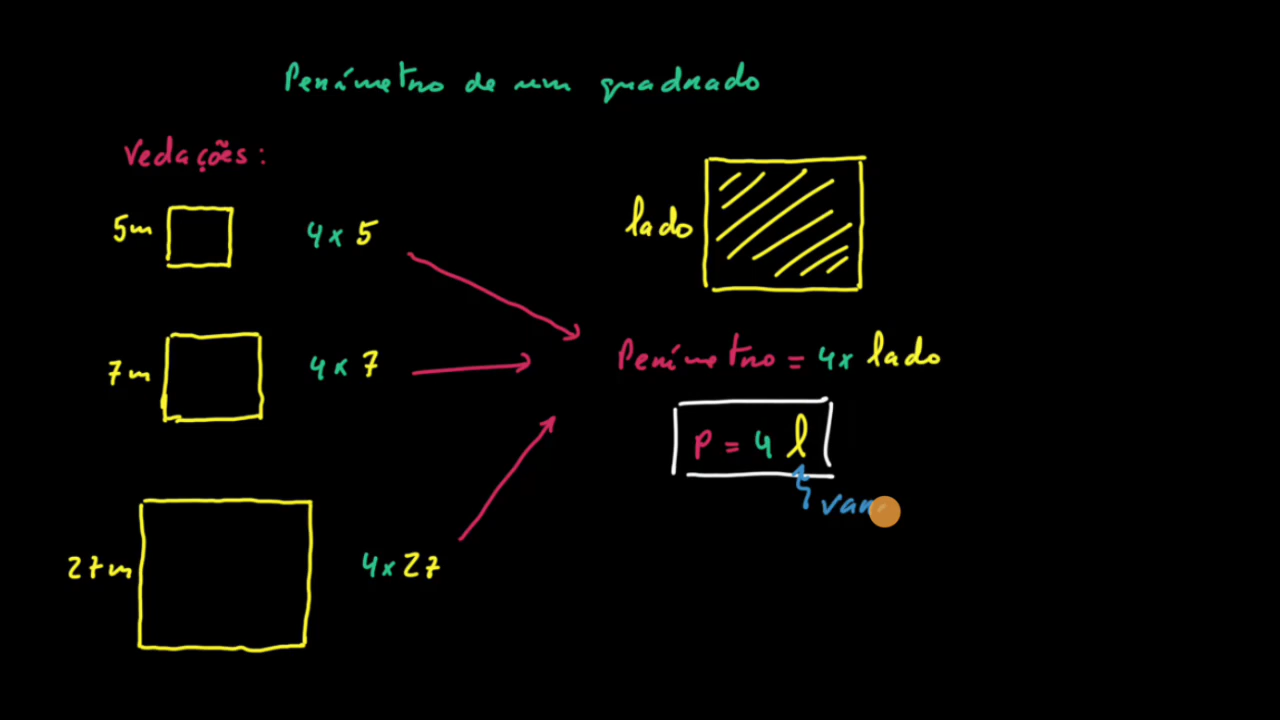 Perímetro de um quadrado
Vedações:
5m
4 x 5
7m
4 x 7
27m
4 x 27
lado
Perímetro = 4 x lado
P = 4 l
var